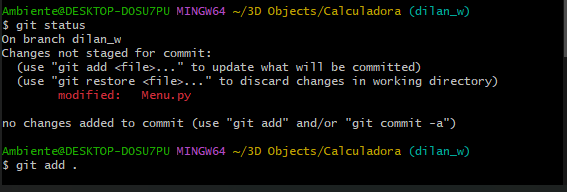 Ambiente@DESKTOP-DOSU7PU MINGW64 ~/3D Objects/Calculadora (dilan_w)
$ git status
On branch dilan_w
Changes not staged for commit:
  (use "git add <file>..." to update what will be committed)
  (use "git restore <file>..." to discard changes in working directory)
        modified:   Menu.py

no changes added to commit (use "git add" and/or "git commit -a")

Ambiente@DESKTOP-DOSU7PU MINGW64 ~/3D Objects/Calculadora (dilan_w)
$ git add .